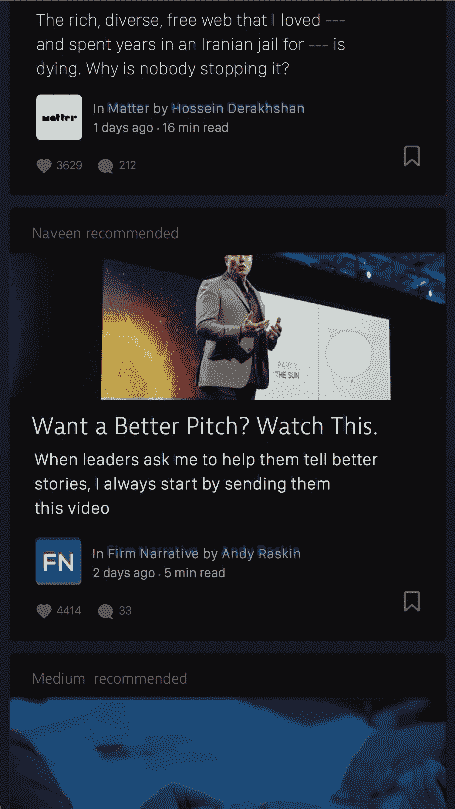 The rich, diverse, free web that I loved ---
and spent years in an Iranian jail for --- is
dying. Why is nobody stopping it?
matter
In Matter by Hossein Derakhshan
1 days ago · 16 min read
3629 212
Naveen recommended
THE SUN
Want a Better Pitch? Watch This.
When leaders ask me to help them tell better
stories, I always start by sending them
this video
FN
In Firm Narrative by Andy Raskin
2 days ago · 5 min read
4414 33
Medium recommended